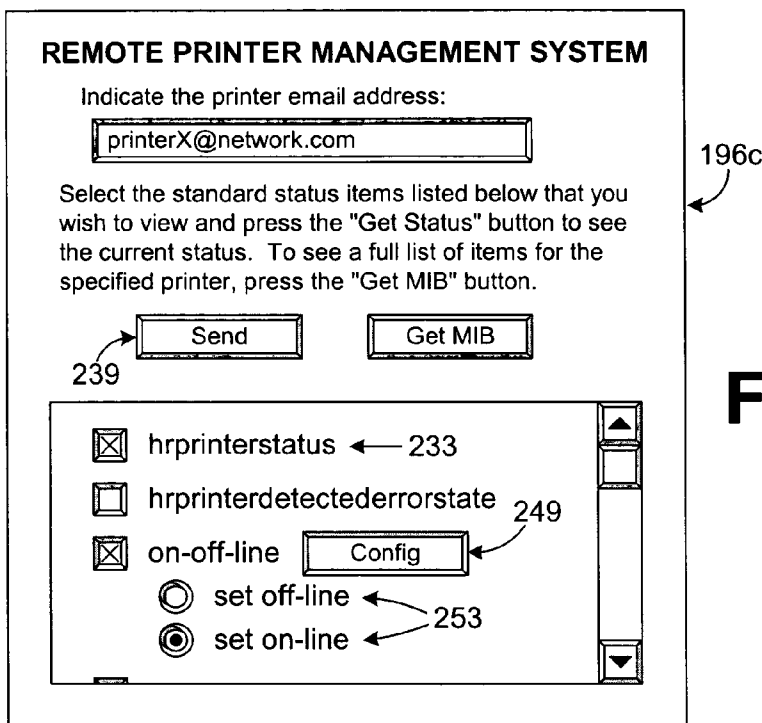 REMOTE PRINTER MANAGEMENT SYSTEM
Indicate the printer email address:
printerX@network.com
196c
Select the standard status items listed below that you
wish to view and press the "Get Status" button to see
the current status. To see a full list of items for the
specified printer, press the "Get MIB" button.
Send Get MIB
239
F
hrprinterstatus 233
hrprinterdetectederrorstate
249
on-off-line Config
set off-line
253
set on-line